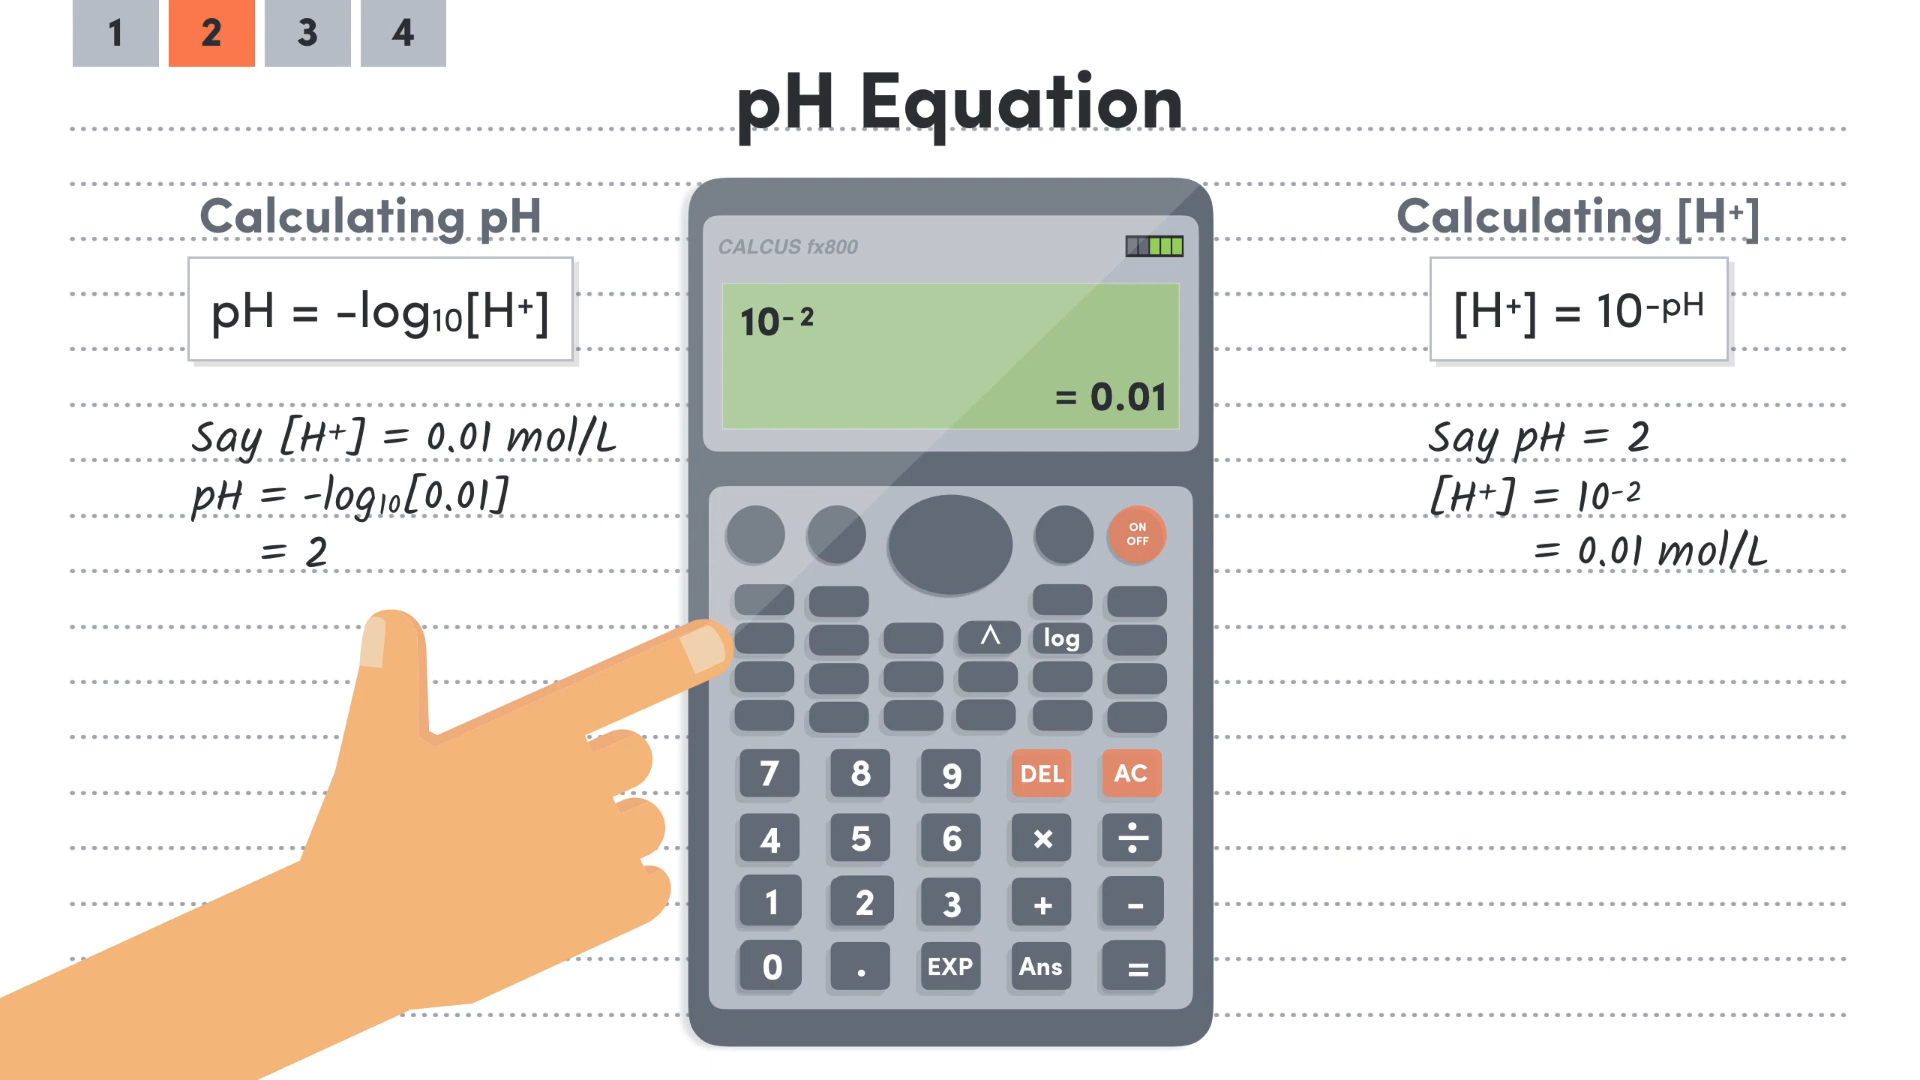 1 2 3 4
pH Equation
Calculating pH
pH = -log₁₀[H⁺]
Say [H⁺] = 0.01 mol/L
pH = -log₁₀[0.01]
= 2
CALCUS fx800
10⁻²
= 0.01
ON
OFF
^ log
7 8 9 DEL AC
4 5 6 × ÷
1 2 3 + -
0 . EXP Ans =
Calculating [H⁺]
[H⁺] = 10⁻ᵖᴴ
Say pH = 2
[H⁺] = 10⁻²
= 0.01 mol/L